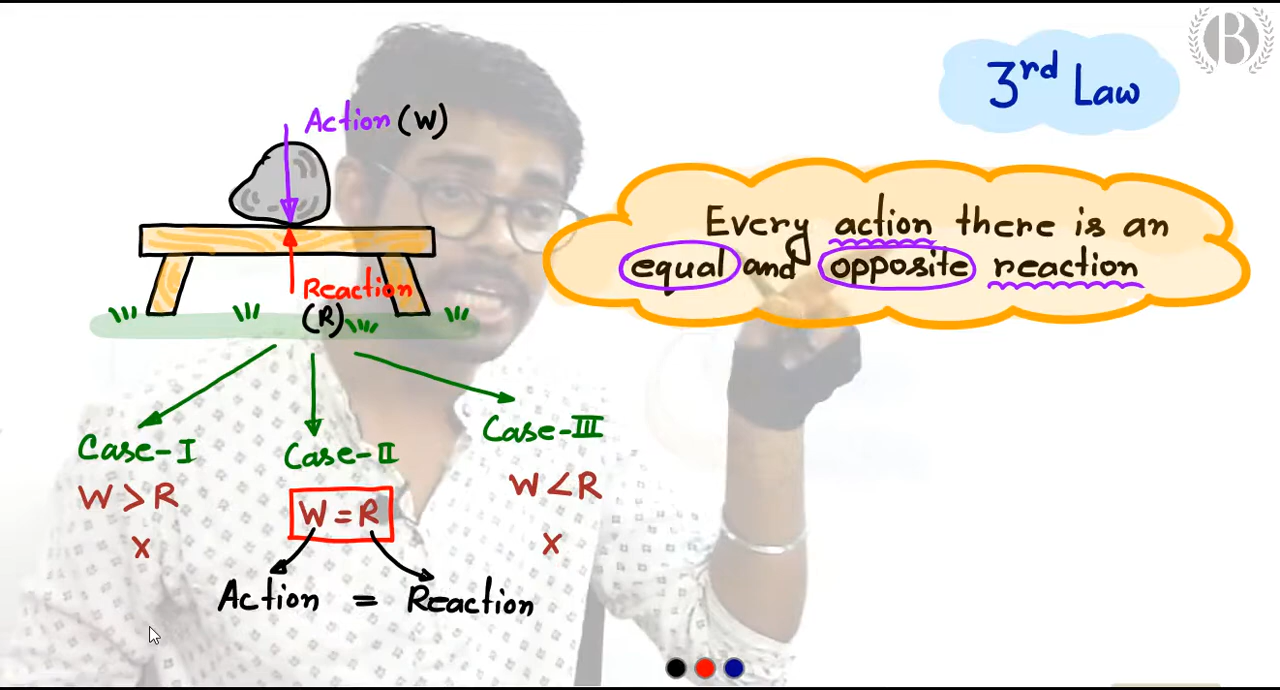 B
3rd Law
Action (W)
Every action there is an
equal and opposite reaction
Reaction
(R)
Case-I
Case-II
Case-III
W > R
W = R
W < R
x
x
Action = Reaction